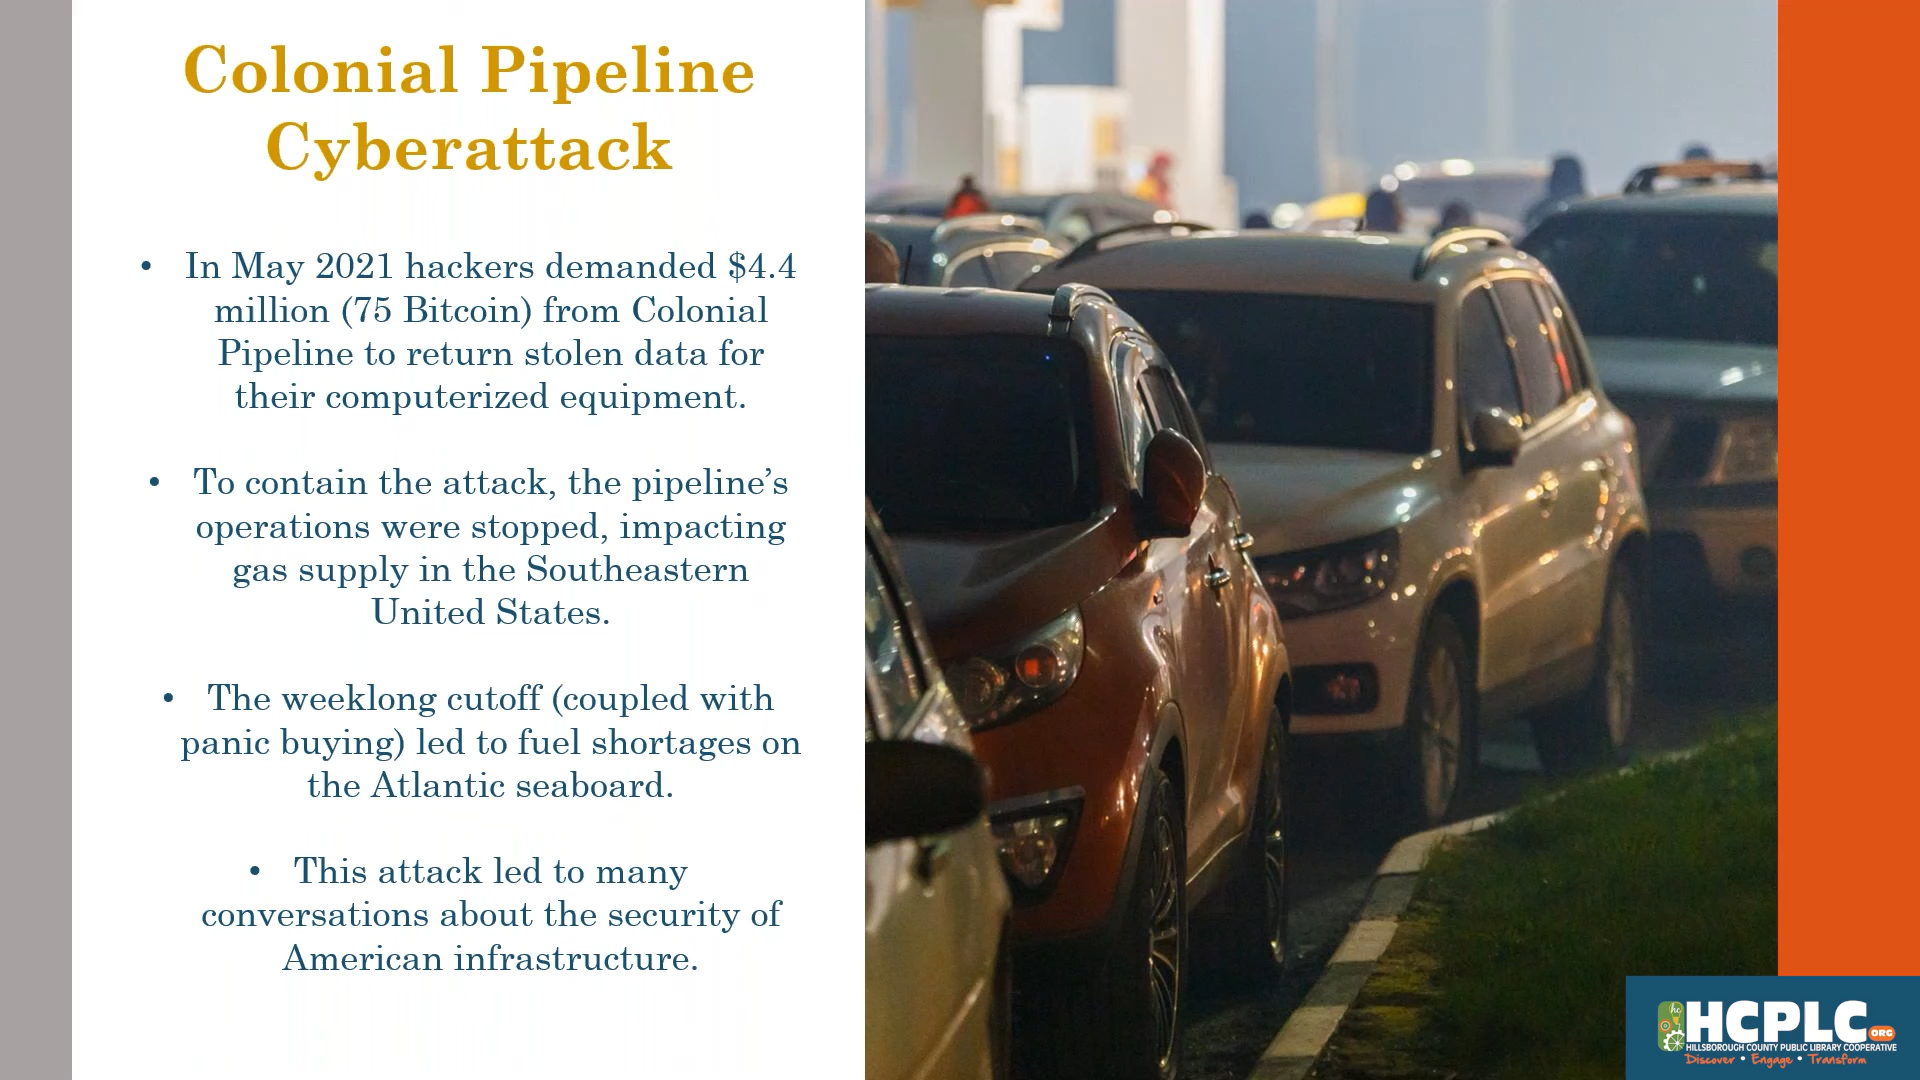 Colonial Pipeline
Cyberattack
• In May 2021 hackers demanded $4.4
million (75 Bitcoin) from Colonial
Pipeline to return stolen data for
their computerized equipment.
• To contain the attack, the pipeline’s
operations were stopped, impacting
gas supply in the Southeastern
United States.
• The weeklong cutoff (coupled with
panic buying) led to fuel shortages on
the Atlantic seaboard.
• This attack led to many
conversations about the security of
American infrastructure.
hc
HCPLC.ORG
HILLSBOROUGH COUNTY PUBLIC LIBRARY COOPERATIVE
Discover • Engage • Transform